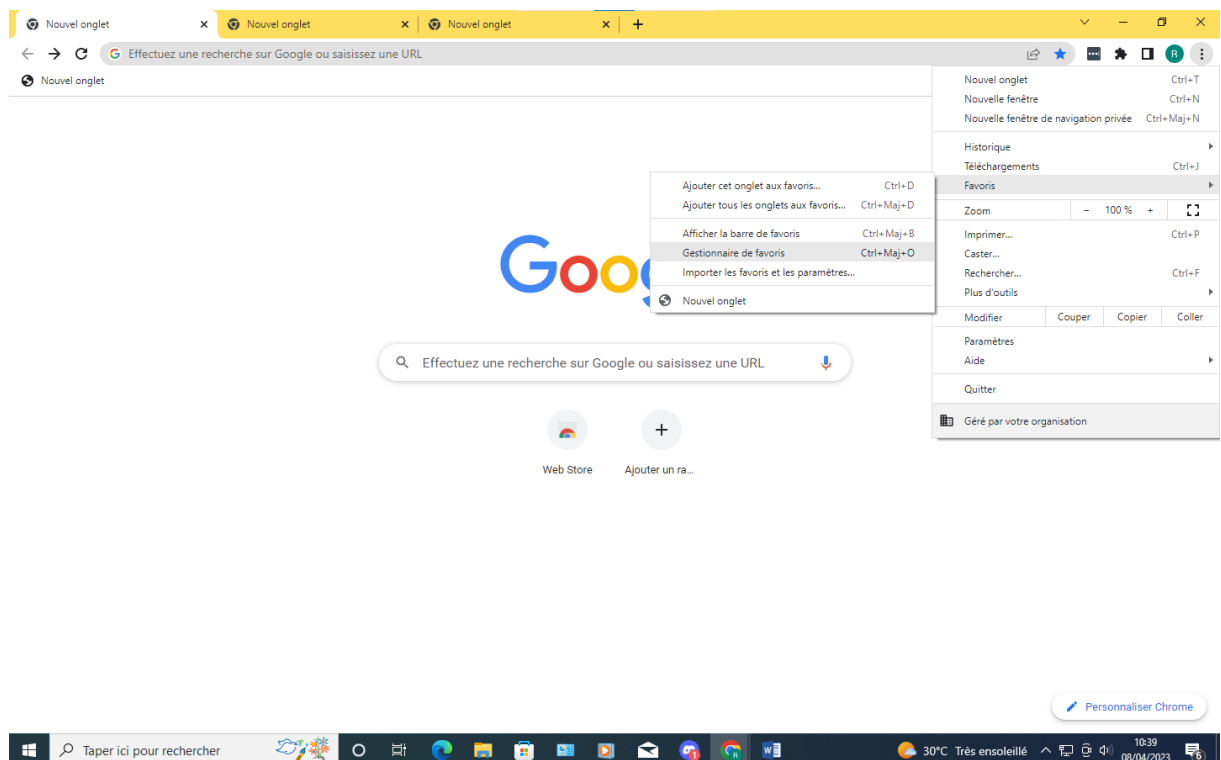 Nouvel onglet
Nouvel onglet
Nouvel onglet
Effectuez une recherche sur Google ou saisissez une URL
R
Nouvel onglet
Nouvel onglet Ctrl+T
Nouvelle fenêtre Ctrl+N
Nouvelle fenêtre de navigation privée Ctrl+Maj+N
Historique
Téléchargements Ctrl+J
Favoris
Zoom - 100 % +
Imprimer... Ctrl+P
Caster...
Rechercher... Ctrl+F
Plus d'outils
Modifier Couper Copier Coller
Paramètres
Aide
Quitter
Géré par votre organisation
Ajouter cet onglet aux favoris... Ctrl+D
Ajouter tous les onglets aux favoris... Ctrl+Maj+D
Afficher la barre de favoris Ctrl+Maj+B
Gestionnaire de favoris Ctrl+Maj+O
Importer les favoris et les paramètres...
Nouvel onglet
Effectuez une recherche sur Google ou saisissez une URL
Web Store
Ajouter un ra...
Personnaliser Chrome
Taper ici pour rechercher
30°C Très ensoleillé
10:39
08/04/2023